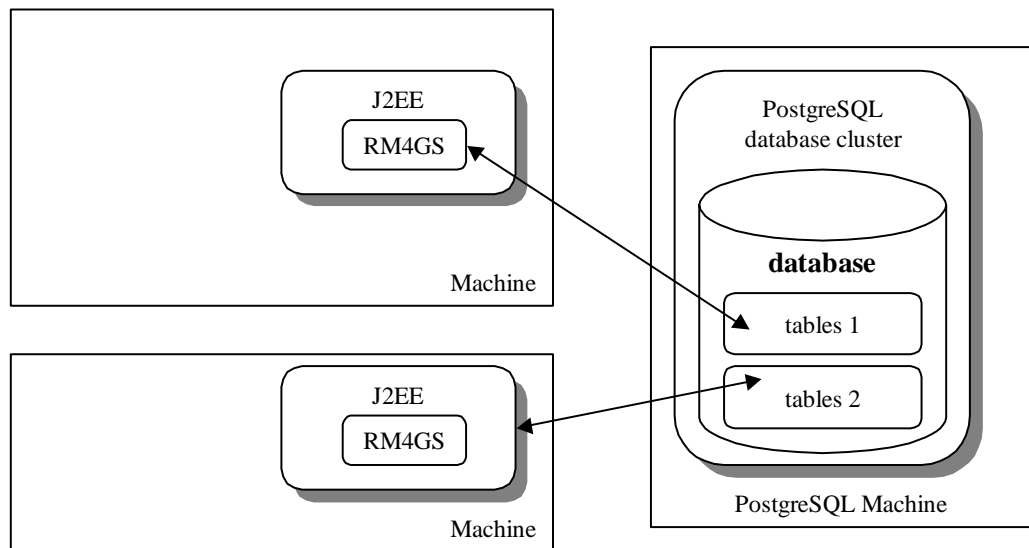 J2EE
RM4GS
Machine
J2EE
RM4GS
Machine
PostgreSQL
database cluster
database
tables 1
tables 2
PostgreSQL Machine